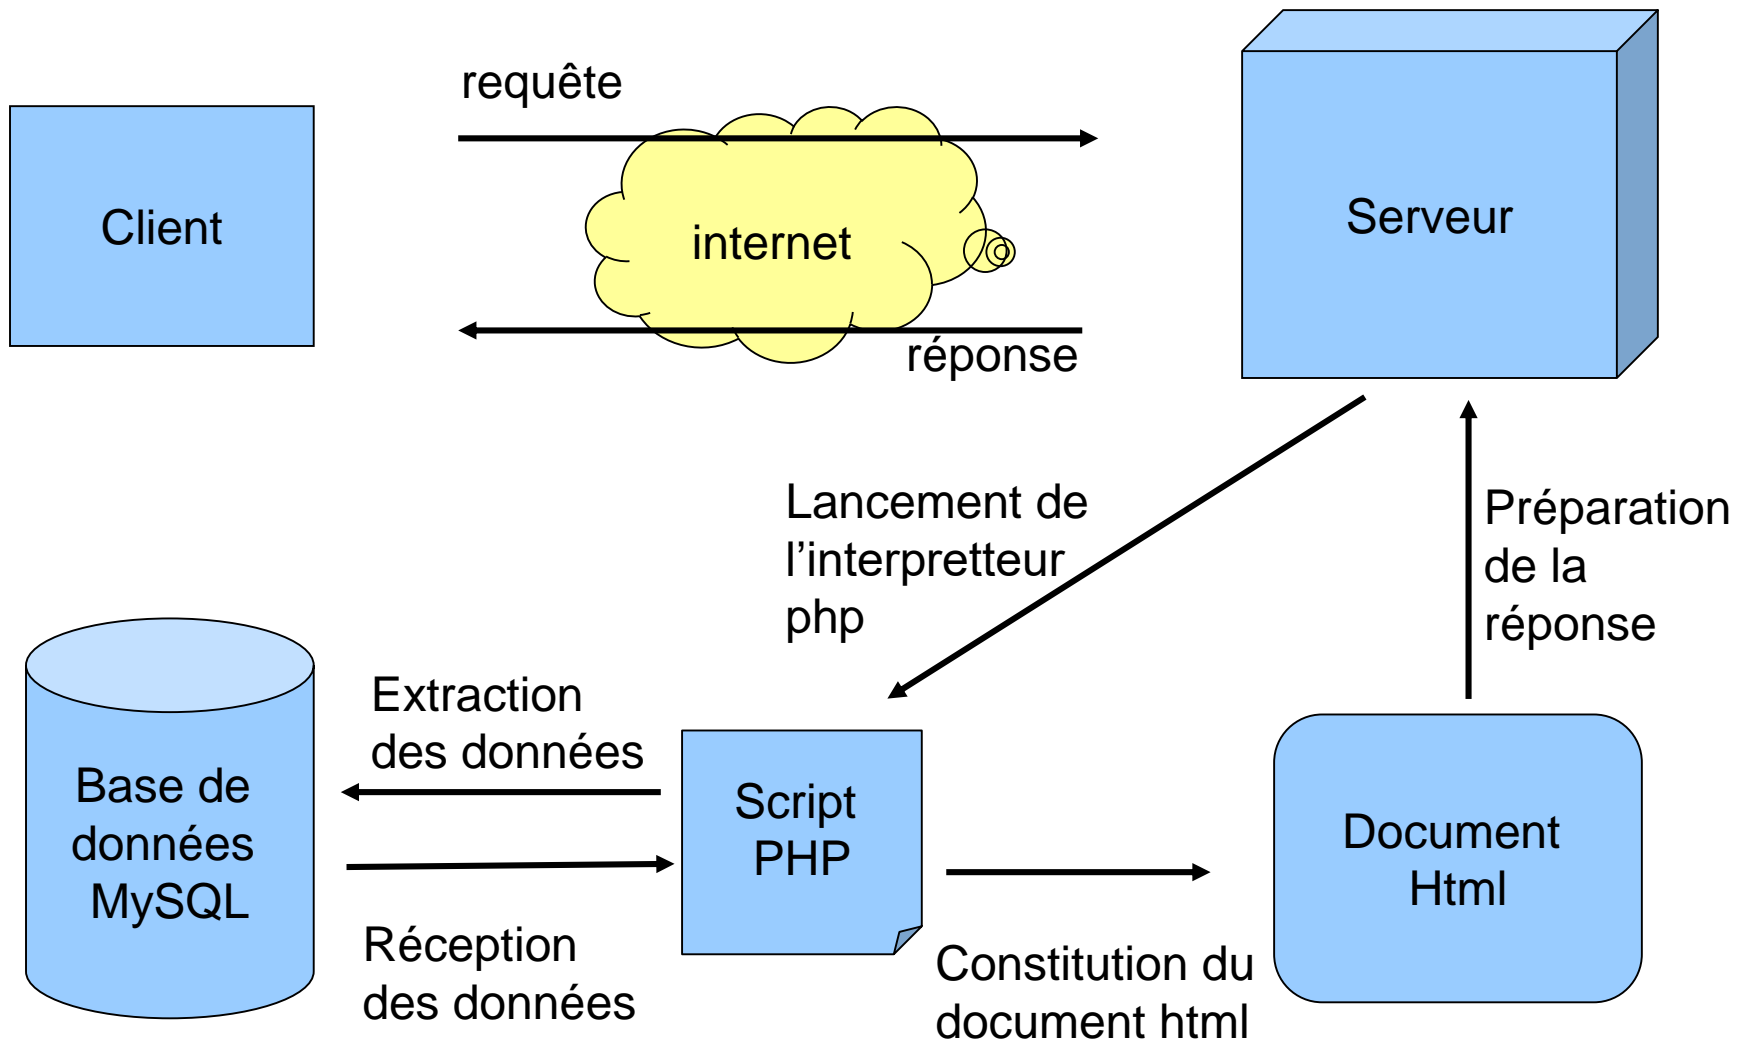 requête
Client
internet
Serveur
réponse
Lancement de
l’interpretteur
php
Préparation
de la
réponse
Extraction
des données
Base de
données
MySQL
Script
PHP
Document
Html
Réception
des données
Constitution du
document html